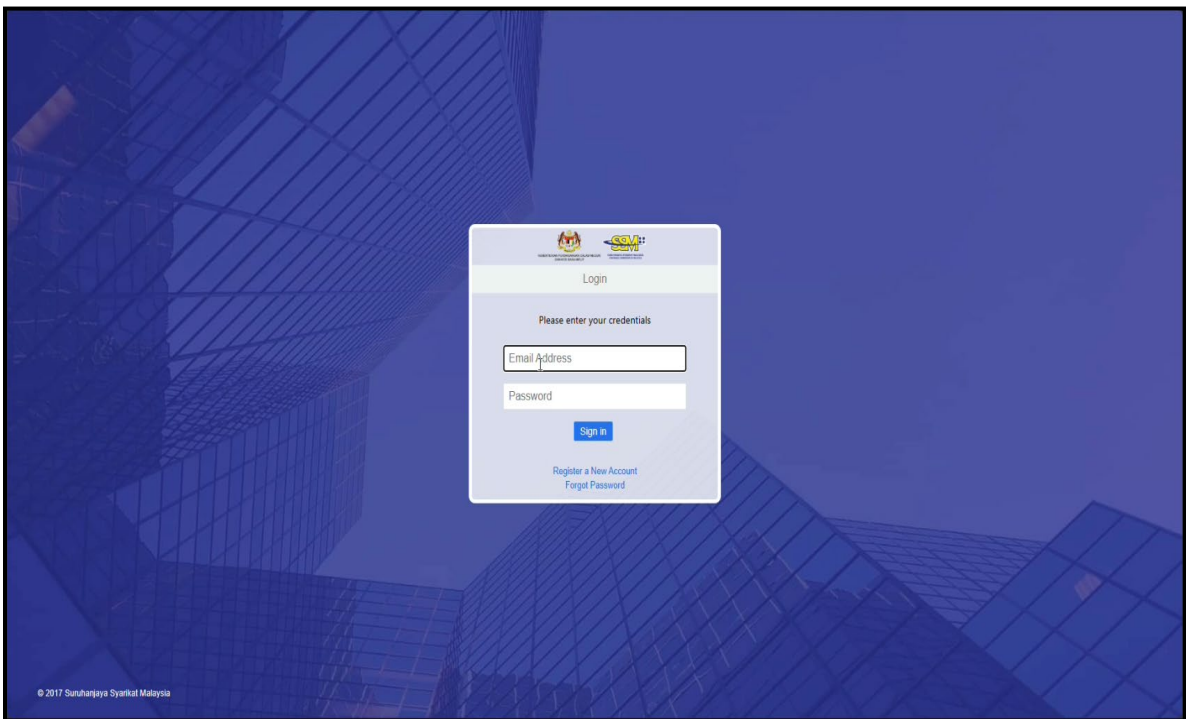 SSM
Login
Please enter your credentials
Email Address
Password
Sign in
Register a New Account
Forgot Password
© 2017 Suruhanjaya Syarikat Malaysia